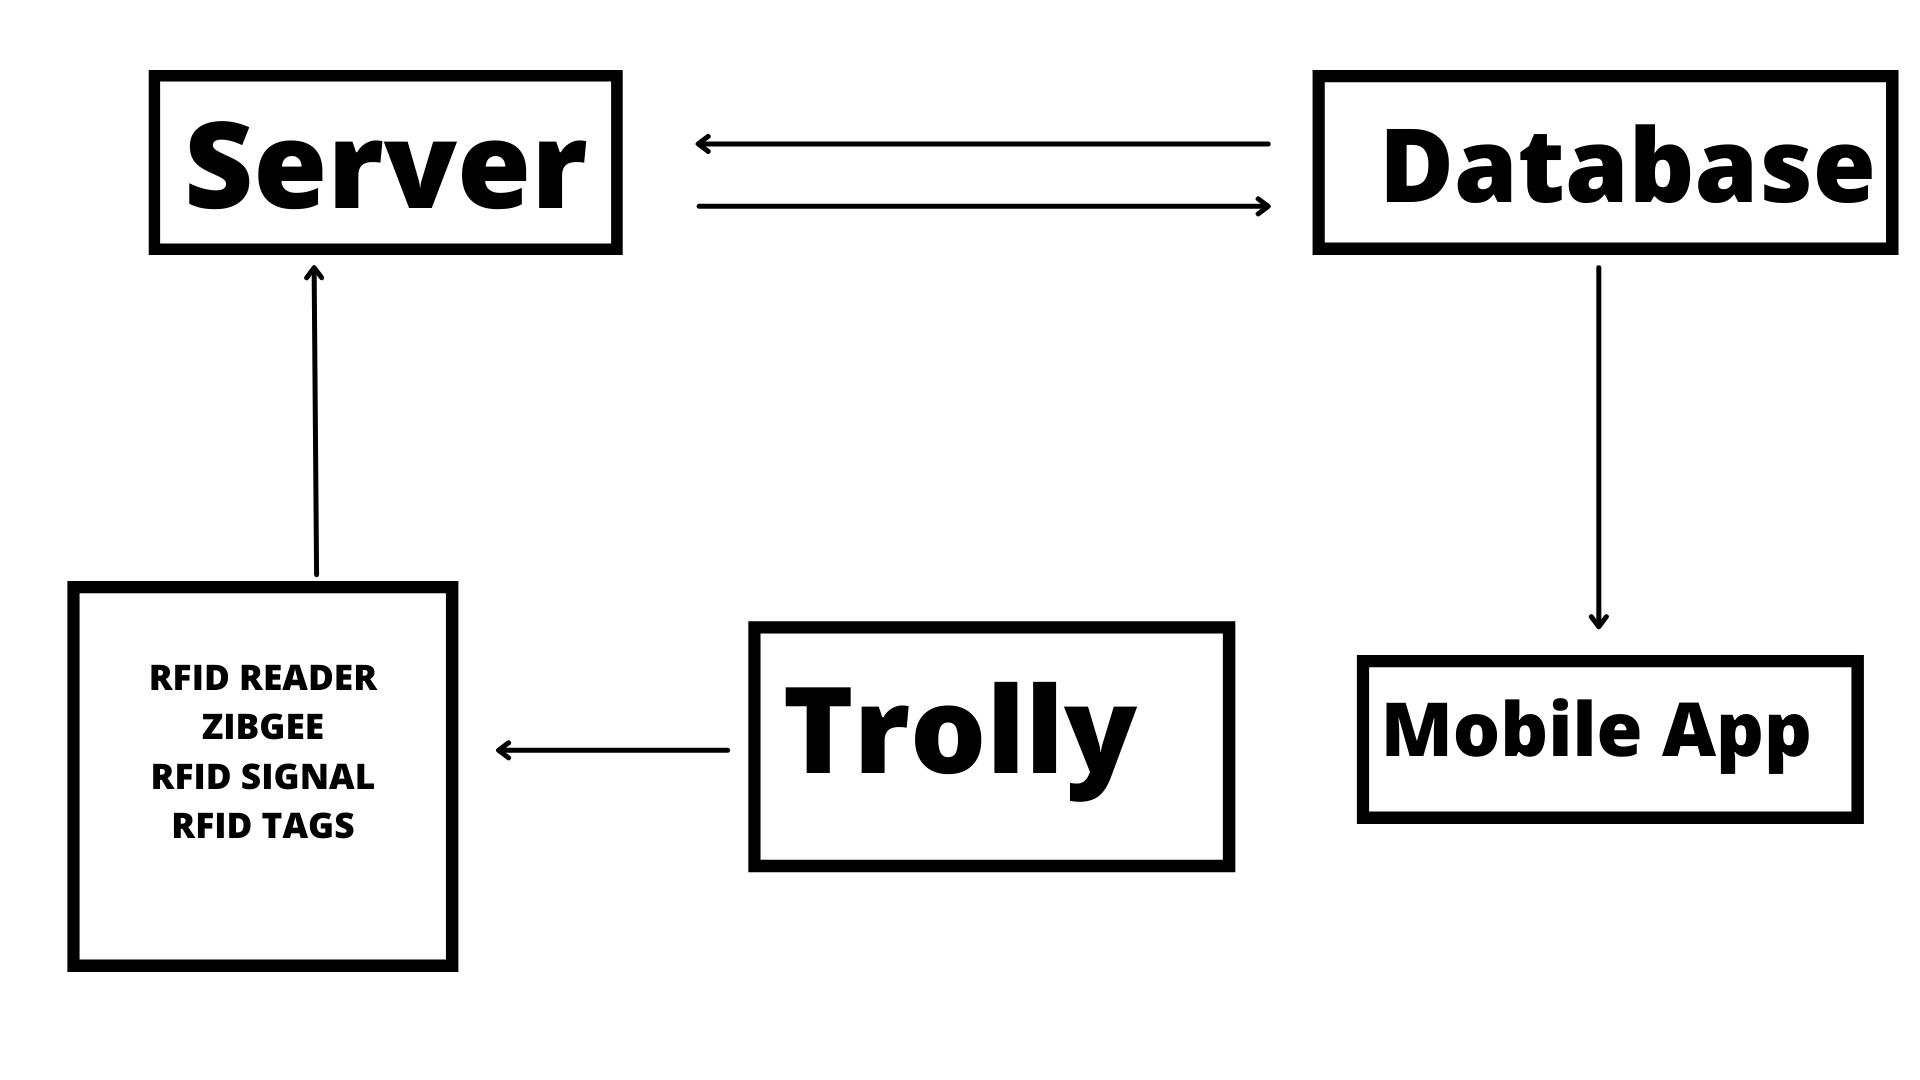 Server
Database
RFID READER
ZIBGEE
RFID SIGNAL
RFID TAGS
Trolly
Mobile App